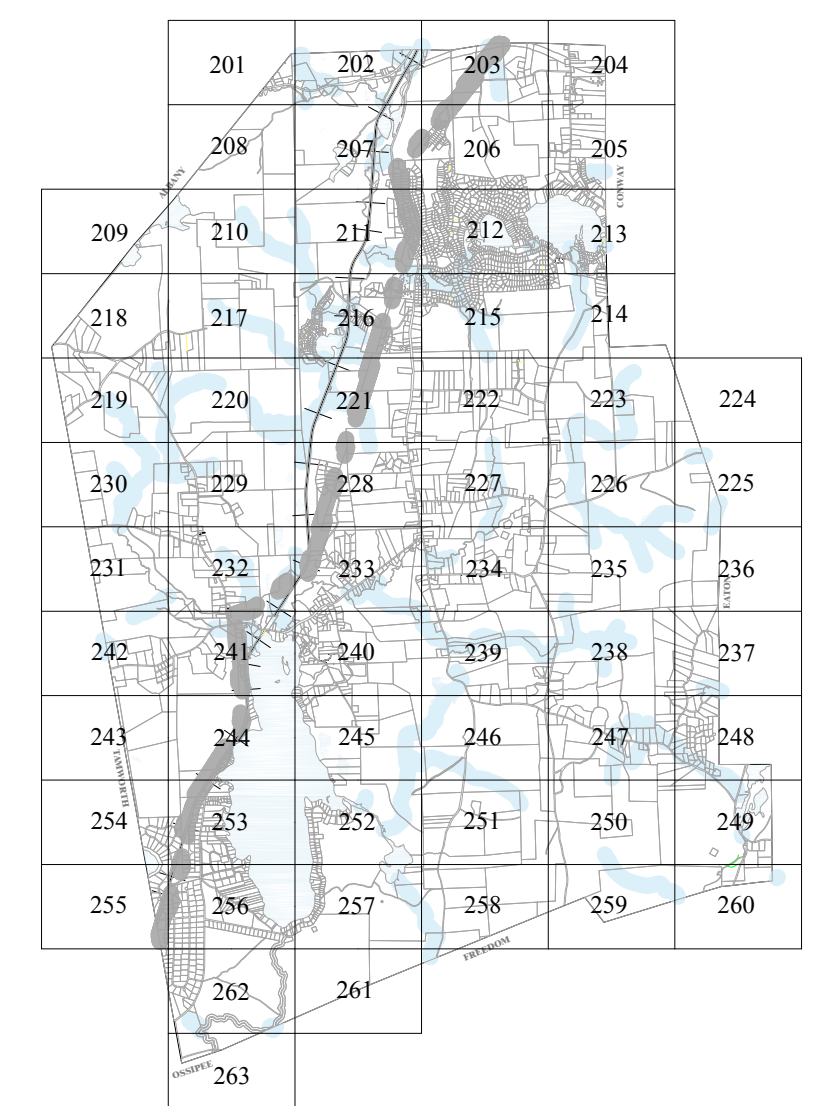 201 202 203 204
208 207 206 205
ALBANY
CONWAY
209 210 211 212 213
218 217 216 215 214
219 220 221 222 223 224
230 229 228 227 226 225
231 232 233 234 235 236
EATON
242 241 240 239 238 237
243 244 245 246 247 248
TAMWORTH
254 253 252 251 250 249
255 256 257 258 259 260
FREEDOM
262 261
OSSIPEE
263